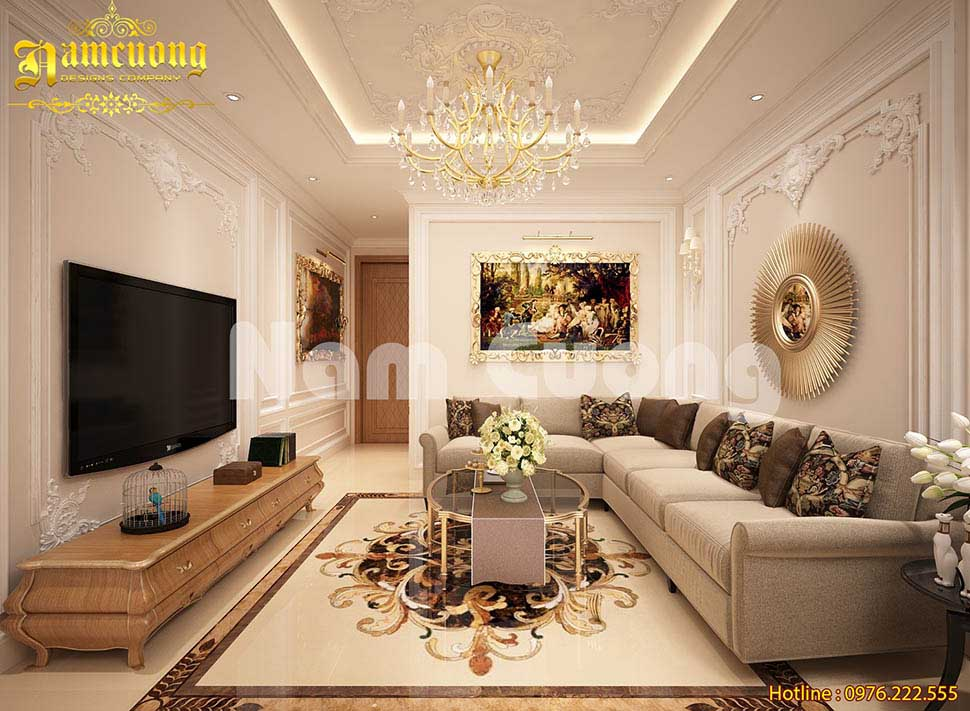 Namcuong
DESIGNS COMPANY
Nam Cuong
Hotline : 0976.222.555